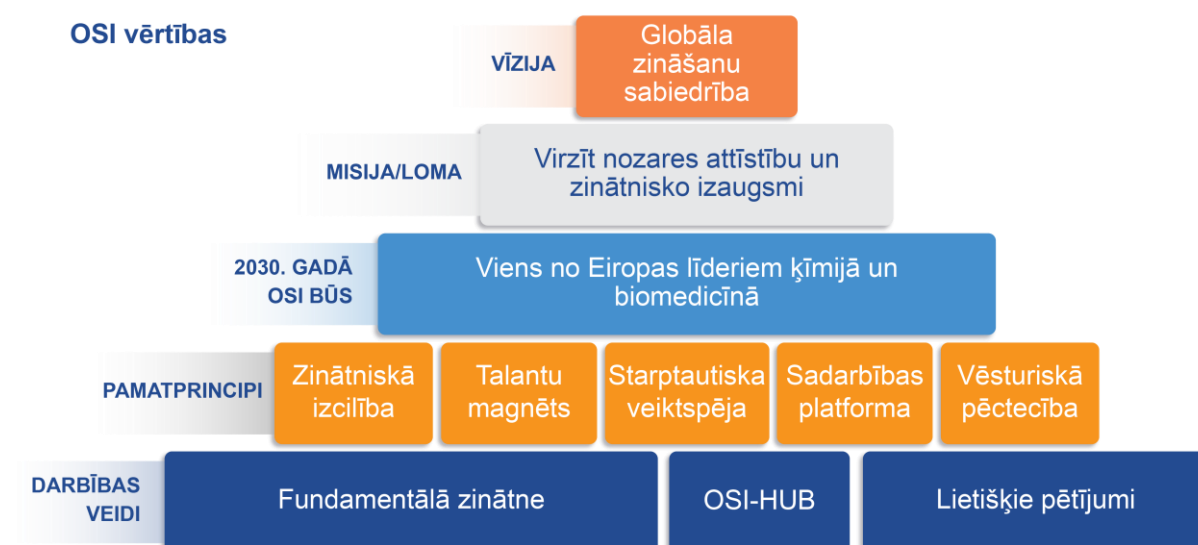 OSI vērtības
VĪZIJA
Globāla
zināšanu
sabiedrība
MISIJA/LOMA
Virzīt nozares attīstību un
zinātnisko izaugsmi
2030. GADĀ
OSI BŪS
Viens no Eiropas līderiem ķīmijā un
biomedicīnā
PAMATPRINCIPI
Zinātniskā
izcilība
Talantu
magnēts
Starptautiska
veiktspēja
Sadarbības
platforma
Vēsturiskā
pēctecība
DARBĪBAS
VEIDI
Fundamentālā zinātne
OSI-HUB
Lietišķie pētījumi